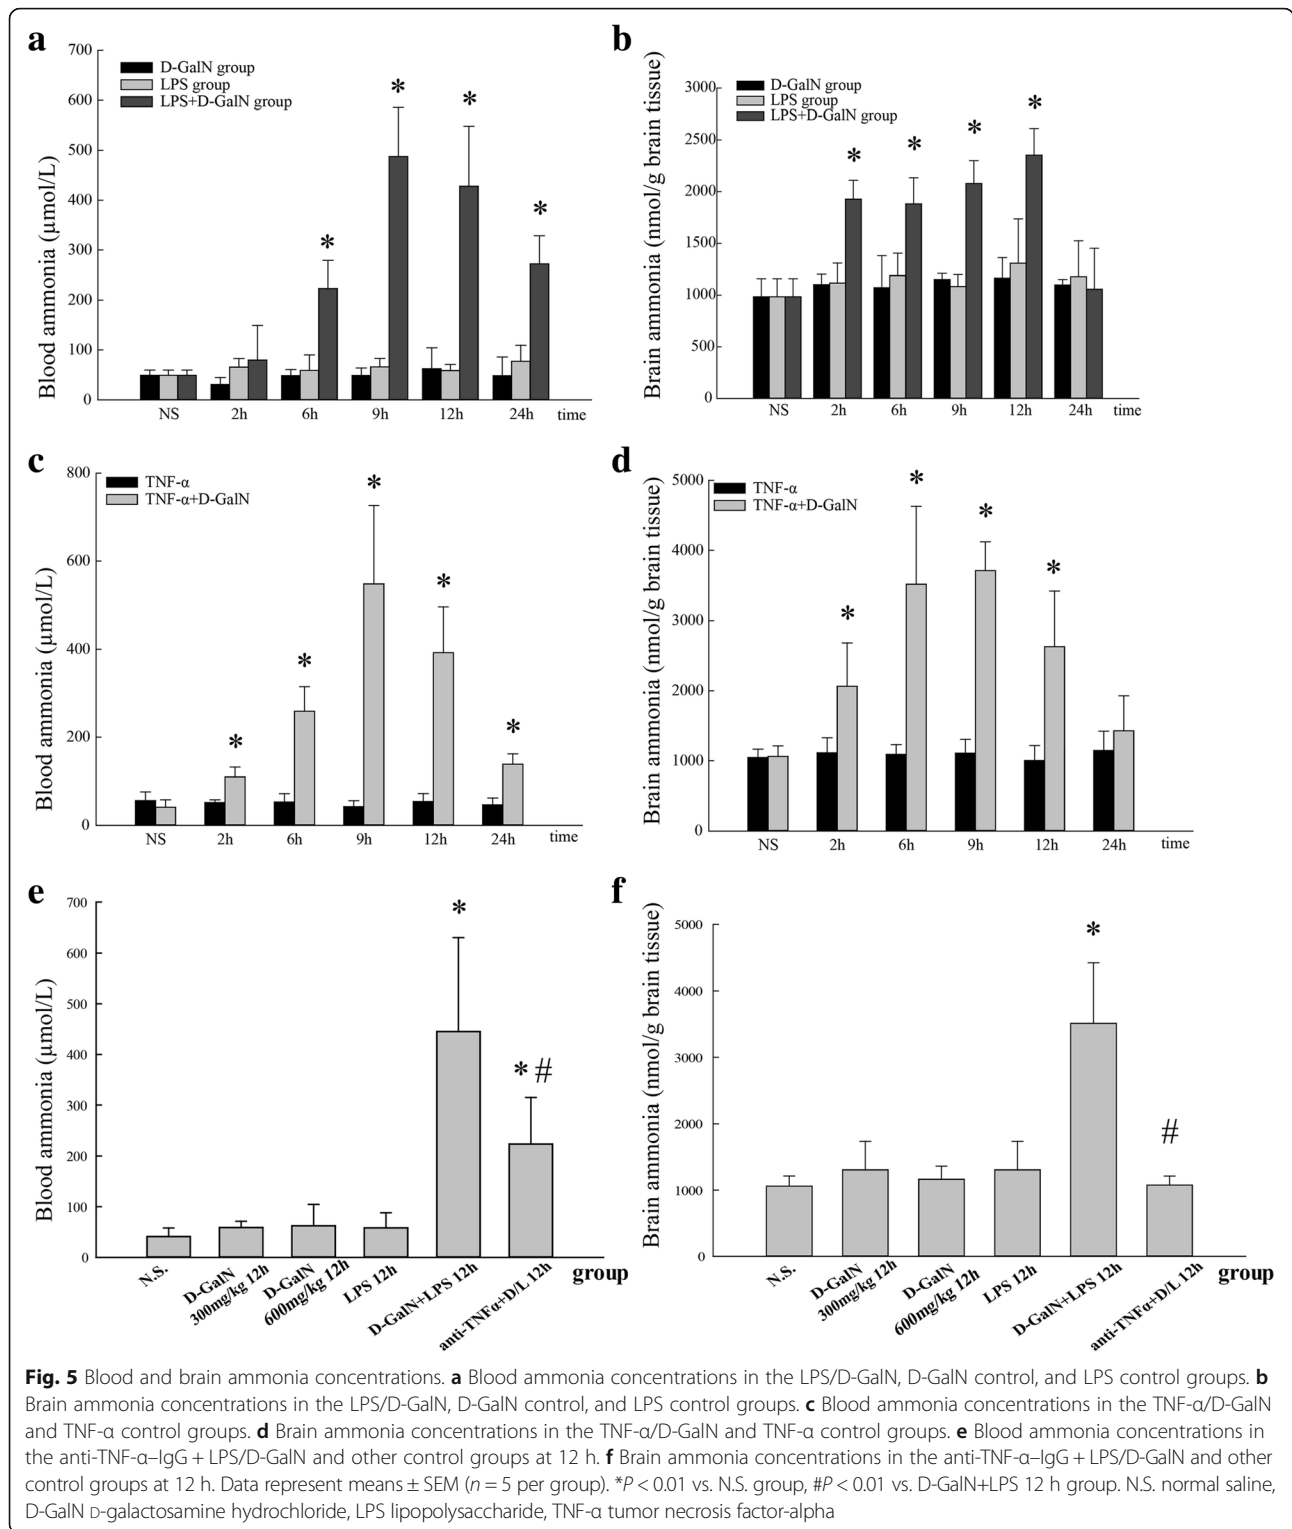 a
700
600
500
400
300
200
100
0
Blood ammonia (μmol/L)
D-GalN group
LPS group
LPS+D-GalN group
*
*
*
*
NS 2h 6h 9h 12h 24h time
b
3000
2500
2000
1500
1000
500
0
Brain ammonia (nmol/g brain tissue)
D-GalN group
LPS group
LPS+D-GalN group
*
*
*
*
NS 2h 6h 9h 12h 24h time
c
800
600
400
200
0
Blood ammonia (μmol/L)
TNF-α
TNF-α+D-GalN
*
*
*
*
*
NS 2h 6h 9h 12h 24h time
d
5000
4000
3000
2000
1000
0
Brain ammonia (nmol/g brain tissue)
TNF-α
TNF-α+D-GalN
*
*
*
*
NS 2h 6h 9h 12h 24h time
e
700
600
500
400
300
200
100
0
Blood ammonia (μmol/L)
*
* #
N.S.
D-GalN
300mg/kg 12h
D-GalN
600mg/kg 12h
LPS 12h
D-GalN+LPS 12h
anti-TNFα+D/L 12h
group
f
5000
4000
3000
2000
1000
0
Brain ammonia (nmol/g brain tissue)
*
#
N.S.
D-GalN
300mg/kg 12h
D-GalN
600mg/kg 12h
LPS 12h
D-GalN+LPS 12h
anti-TNFα+D/L 12h
group
Fig. 5 Blood and brain ammonia concentrations. a Blood ammonia concentrations in the LPS/D-GalN, D-GalN control, and LPS control groups. b
Brain ammonia concentrations in the LPS/D-GalN, D-GalN control, and LPS control groups. c Blood ammonia concentrations in the TNF-α/D-GalN
and TNF-α control groups. d Brain ammonia concentrations in the TNF-α/D-GalN and TNF-α control groups. e Blood ammonia concentrations in
the anti-TNF-α–IgG + LPS/D-GalN and other control groups at 12 h. f Brain ammonia concentrations in the anti-TNF-α–IgG + LPS/D-GalN and other
control groups at 12 h. Data represent means ± SEM (n = 5 per group). *P < 0.01 vs. N.S. group, #P < 0.01 vs. D-GalN+LPS 12 h group. N.S. normal saline,
D-GalN D-galactosamine hydrochloride, LPS lipopolysaccharide, TNF-α tumor necrosis factor-alpha